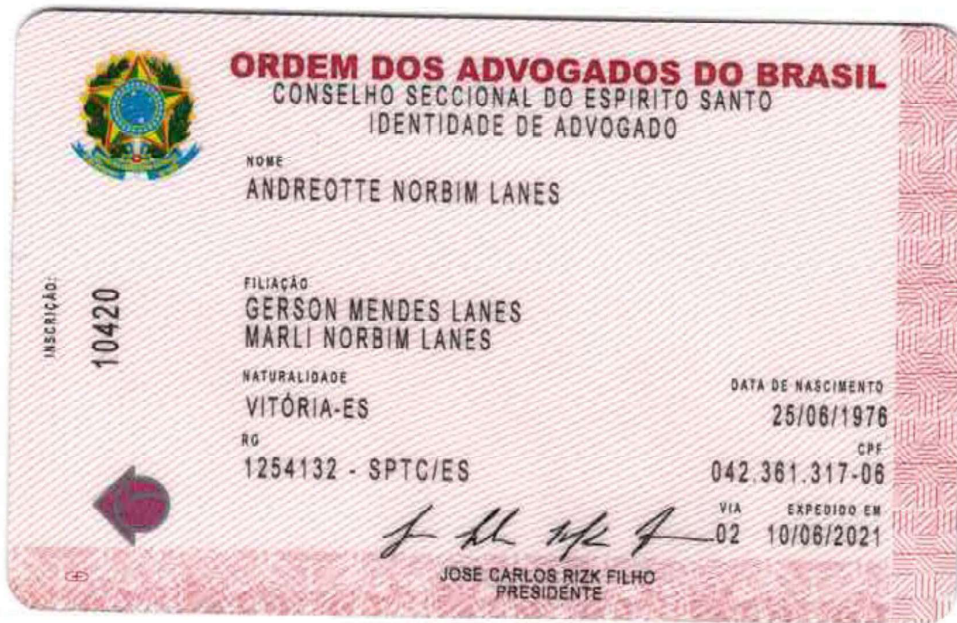 ORDEM DOS ADVOGADOS DO BRASIL
CONSELHO SECCIONAL DO ESPIRITO SANTO
IDENTIDADE DE ADVOGADO
NOME
ANDREOTTE NORBIM LANES
INSCRIÇÃO:
10420
FILIAÇÃO
GERSON MENDES LANES
MARLI NORBIM LANES
NATURALIDADE
VITÓRIA-ES
DATA DE NASCIMENTO
25/06/1976
RG
1254132 - SPTC/ES
CPF
042.361.317-06
VIA
02
EXPEDIDO EM
10/06/2021
JOSE CARLOS RIZK FILHO
PRESIDENTE